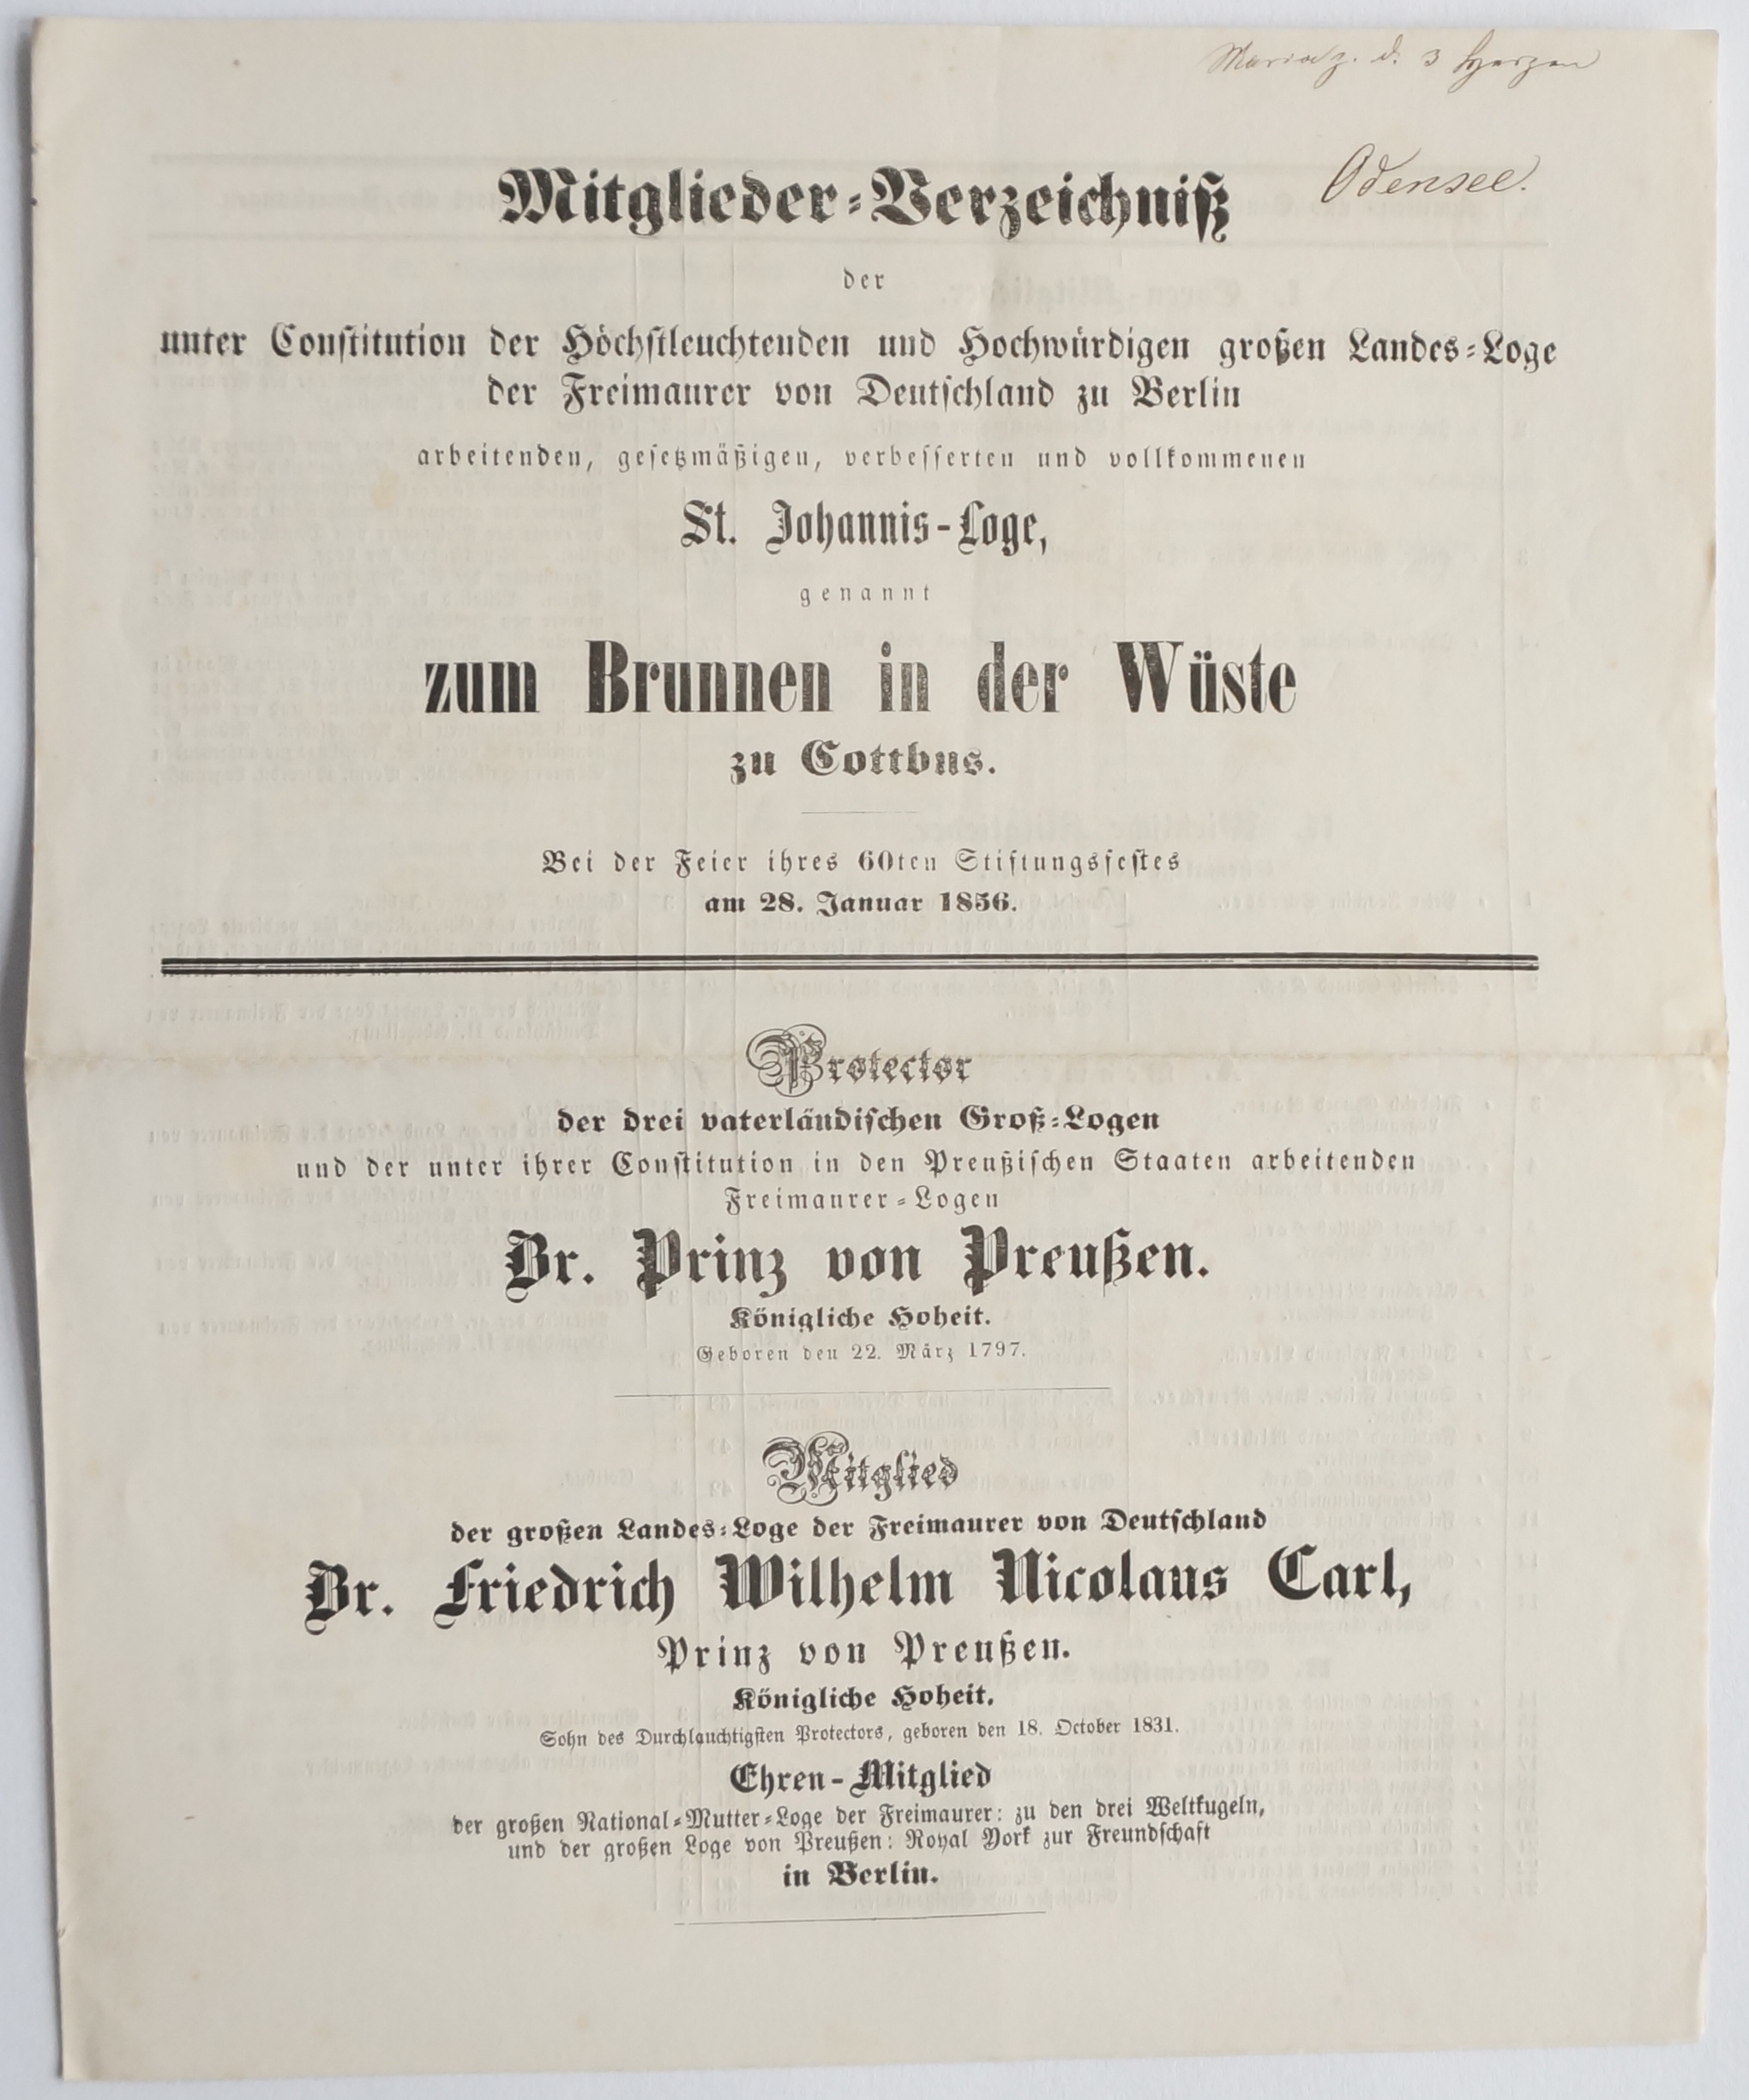 Maria z. d. 3 Herzen
Odensee.
Mitglieder-Verzeichniß
der
unter Constitution der Höchstleuchtenden und Hochwürdigen großen Landes-Loge
der Freimaurer von Deutschland zu Berlin
arbeitenden, gesetzmäßigen, verbesserten und vollkommenen
St. Johannis-Loge,
genannt
zum Brunnen in der Wüste
zu Cottbus.
Bei der Feier ihres 60ten Stiftungsfestes
am 28. Januar 1856.
Protector
der drei vaterländischen Groß-Logen
und der unter ihrer Constitution in den Preußischen Staaten arbeitenden
Freimaurer-Logen
Br. Prinz von Preußen.
Königliche Hoheit.
Geboren den 22. März 1797.
Mitglied
der großen Landes-Loge der Freimaurer von Deutschland
Br. Friedrich Wilhelm Nicolaus Carl,
Prinz von Preußen.
Königliche Hoheit.
Sohn des Durchlauchtigsten Protectors, geboren den 18. October 1831.
Ehren-Mitglied
der großen National-Mutter-Loge der Freimaurer: zu den drei Weltkugeln,
und der großen Loge von Preußen: Royal York zur Freundschaft
in Berlin.